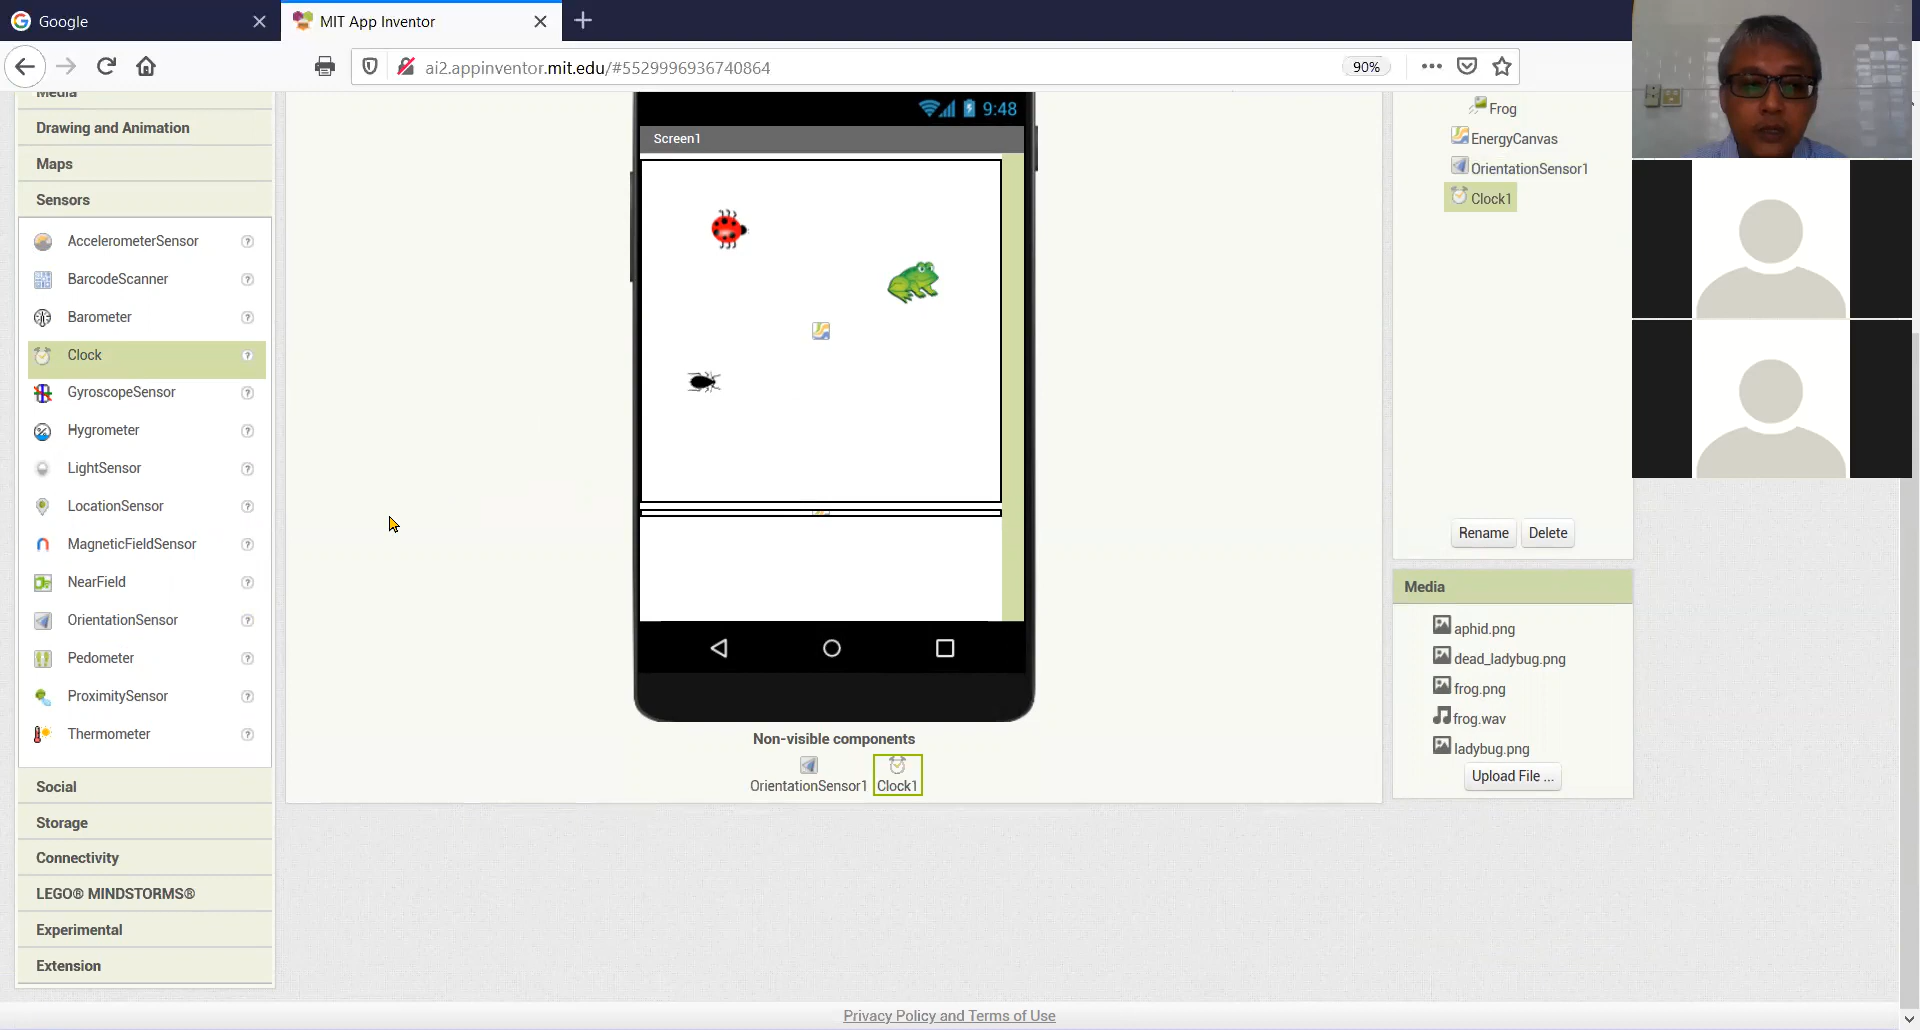 Google
MIT App Inventor
ai2.appinventor.mit.edu/#5529996936740864
90%
Media
Drawing and Animation
Maps
Sensors
AccelerometerSensor
BarcodeScanner
Barometer
Clock
GyroscopeSensor
Hygrometer
LightSensor
LocationSensor
MagneticFieldSensor
NearField
OrientationSensor
Pedometer
ProximitySensor
Thermometer
Social
Storage
Connectivity
LEGO® MINDSTORMS®
Experimental
Extension
9:48
Screen1
Non-visible components
OrientationSensor1
Clock1
Frog
EnergyCanvas
OrientationSensor1
Clock1
Rename
Delete
Media
aphid.png
dead_ladybug.png
frog.png
frog.wav
ladybug.png
Upload File ...
Privacy Policy and Terms of Use